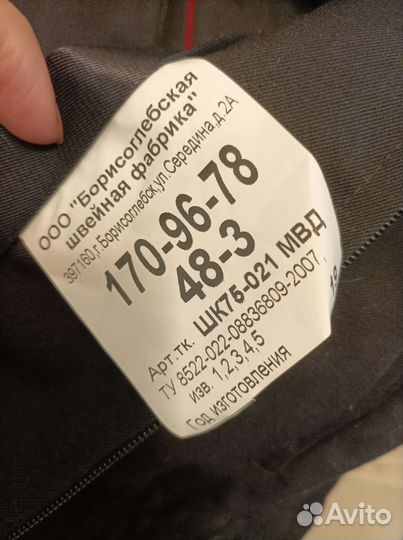 ООО "Борисоглебская
швейная фабрика"
397160,г.Борисоглебск,ул.Середина,д.2А
170-96-78
48-3
Арт.тк. ШК75-021 МВД
ТУ 8522-022-08836809-2007,
изв. 1,2,3,4,5
Год изготовления
Avito